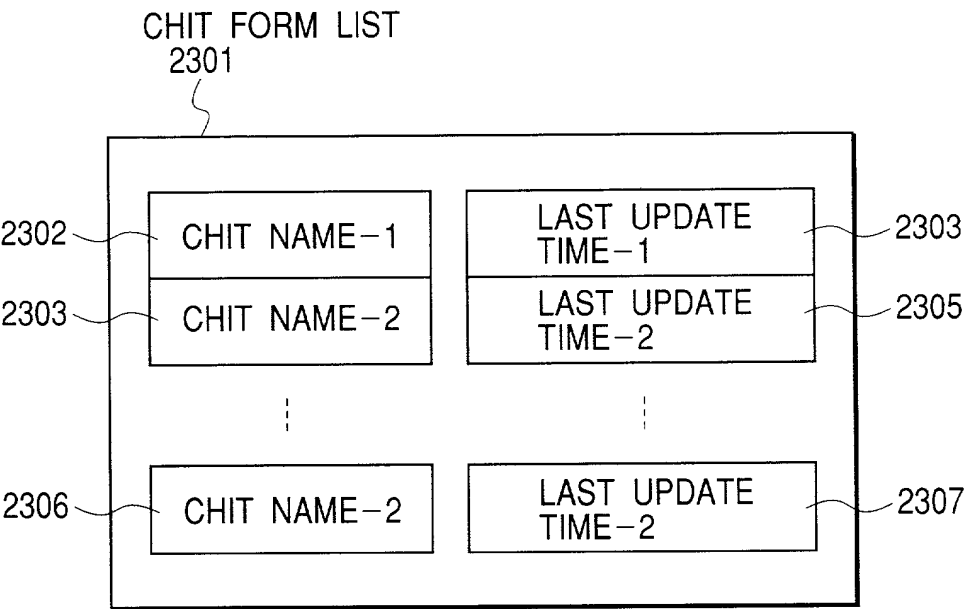 CHIT FORM LIST
2301
2302
CHIT NAME-1
LAST UPDATE
TIME-1
2303
2303
CHIT NAME-2
LAST UPDATE
TIME-2
2305
2306
CHIT NAME-2
LAST UPDATE
TIME-2
2307